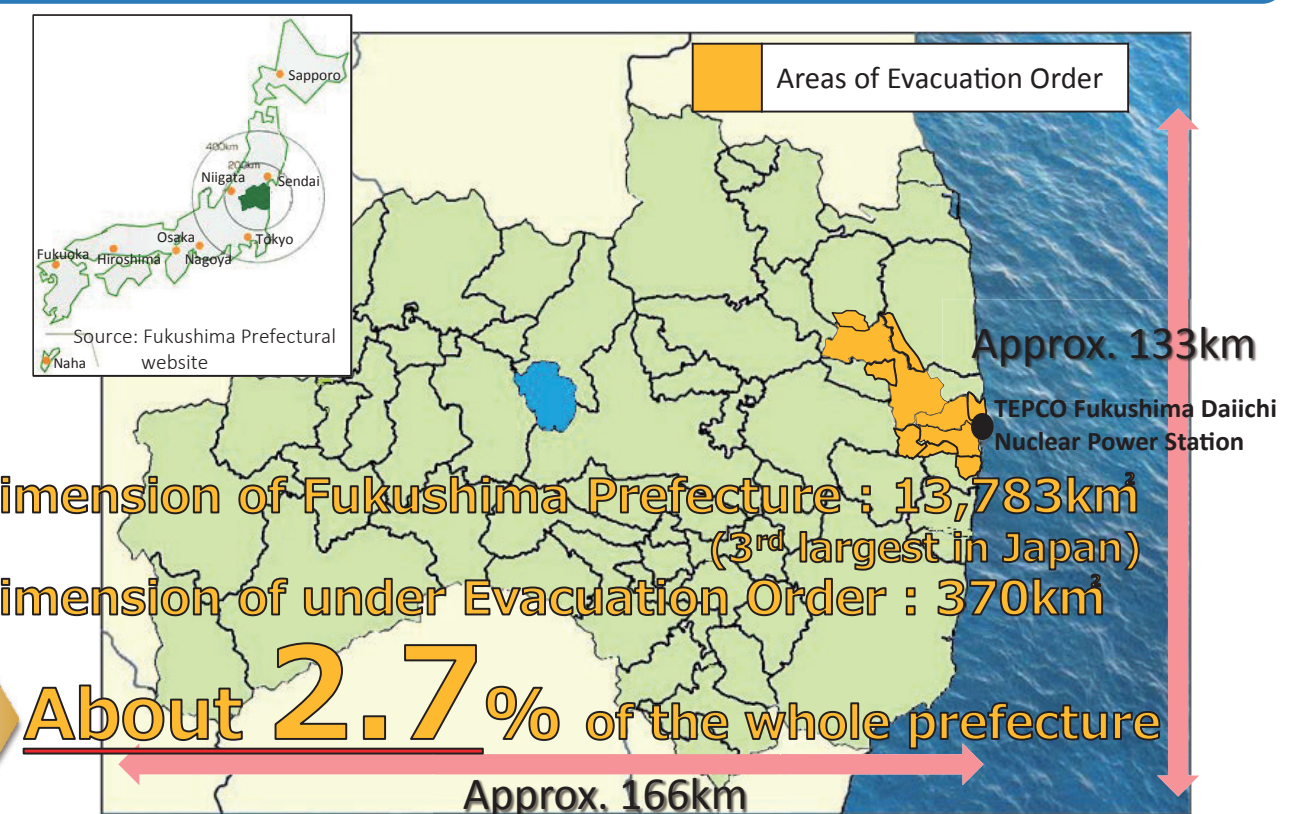 Sapporo
400km
200km
Niigata
Sendai
Osaka
Tokyo
Fukuoka
Hiroshima
Nagoya
Source: Fukushima Prefectural
website
Naha
Areas of Evacuation Order
Approx. 133km
TEPCO Fukushima Daiichi
Nuclear Power Station
imension of Fukushima Prefecture : 13,783km²
(3rd largest in Japan)
imension of under Evacuation Order : 370km²
About 2.7% of the whole prefecture
Approx. 166km